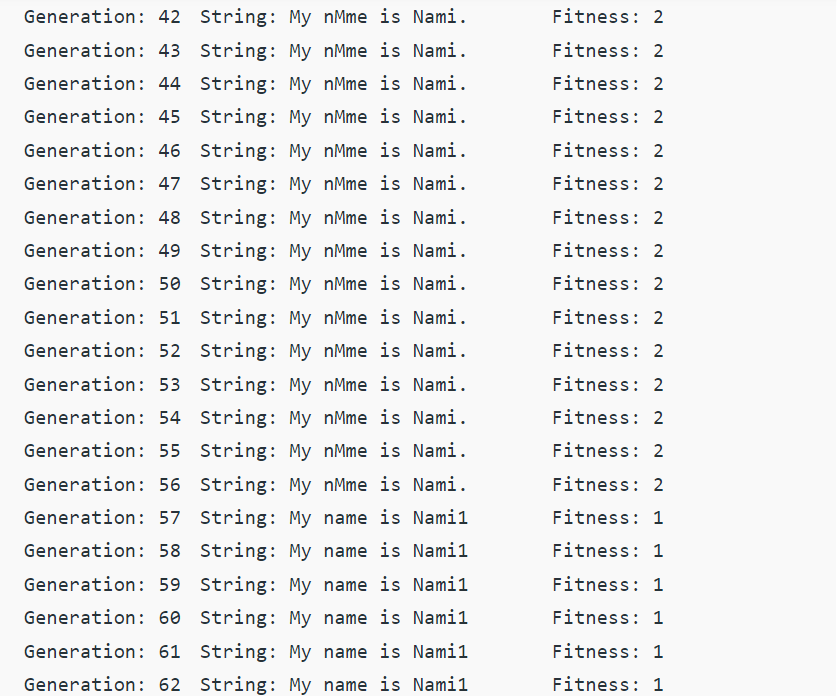 Generation: 42 String: My nMme is Nami. Fitness: 2
Generation: 43 String: My nMme is Nami. Fitness: 2
Generation: 44 String: My nMme is Nami. Fitness: 2
Generation: 45 String: My nMme is Nami. Fitness: 2
Generation: 46 String: My nMme is Nami. Fitness: 2
Generation: 47 String: My nMme is Nami. Fitness: 2
Generation: 48 String: My nMme is Nami. Fitness: 2
Generation: 49 String: My nMme is Nami. Fitness: 2
Generation: 50 String: My nMme is Nami. Fitness: 2
Generation: 51 String: My nMme is Nami. Fitness: 2
Generation: 52 String: My nMme is Nami. Fitness: 2
Generation: 53 String: My nMme is Nami. Fitness: 2
Generation: 54 String: My nMme is Nami. Fitness: 2
Generation: 55 String: My nMme is Nami. Fitness: 2
Generation: 56 String: My nMme is Nami. Fitness: 2
Generation: 57 String: My name is Nami1 Fitness: 1
Generation: 58 String: My name is Nami1 Fitness: 1
Generation: 59 String: My name is Nami1 Fitness: 1
Generation: 60 String: My name is Nami1 Fitness: 1
Generation: 61 String: My name is Nami1 Fitness: 1
Generation: 62 String: My name is Nami1 Fitness: 1